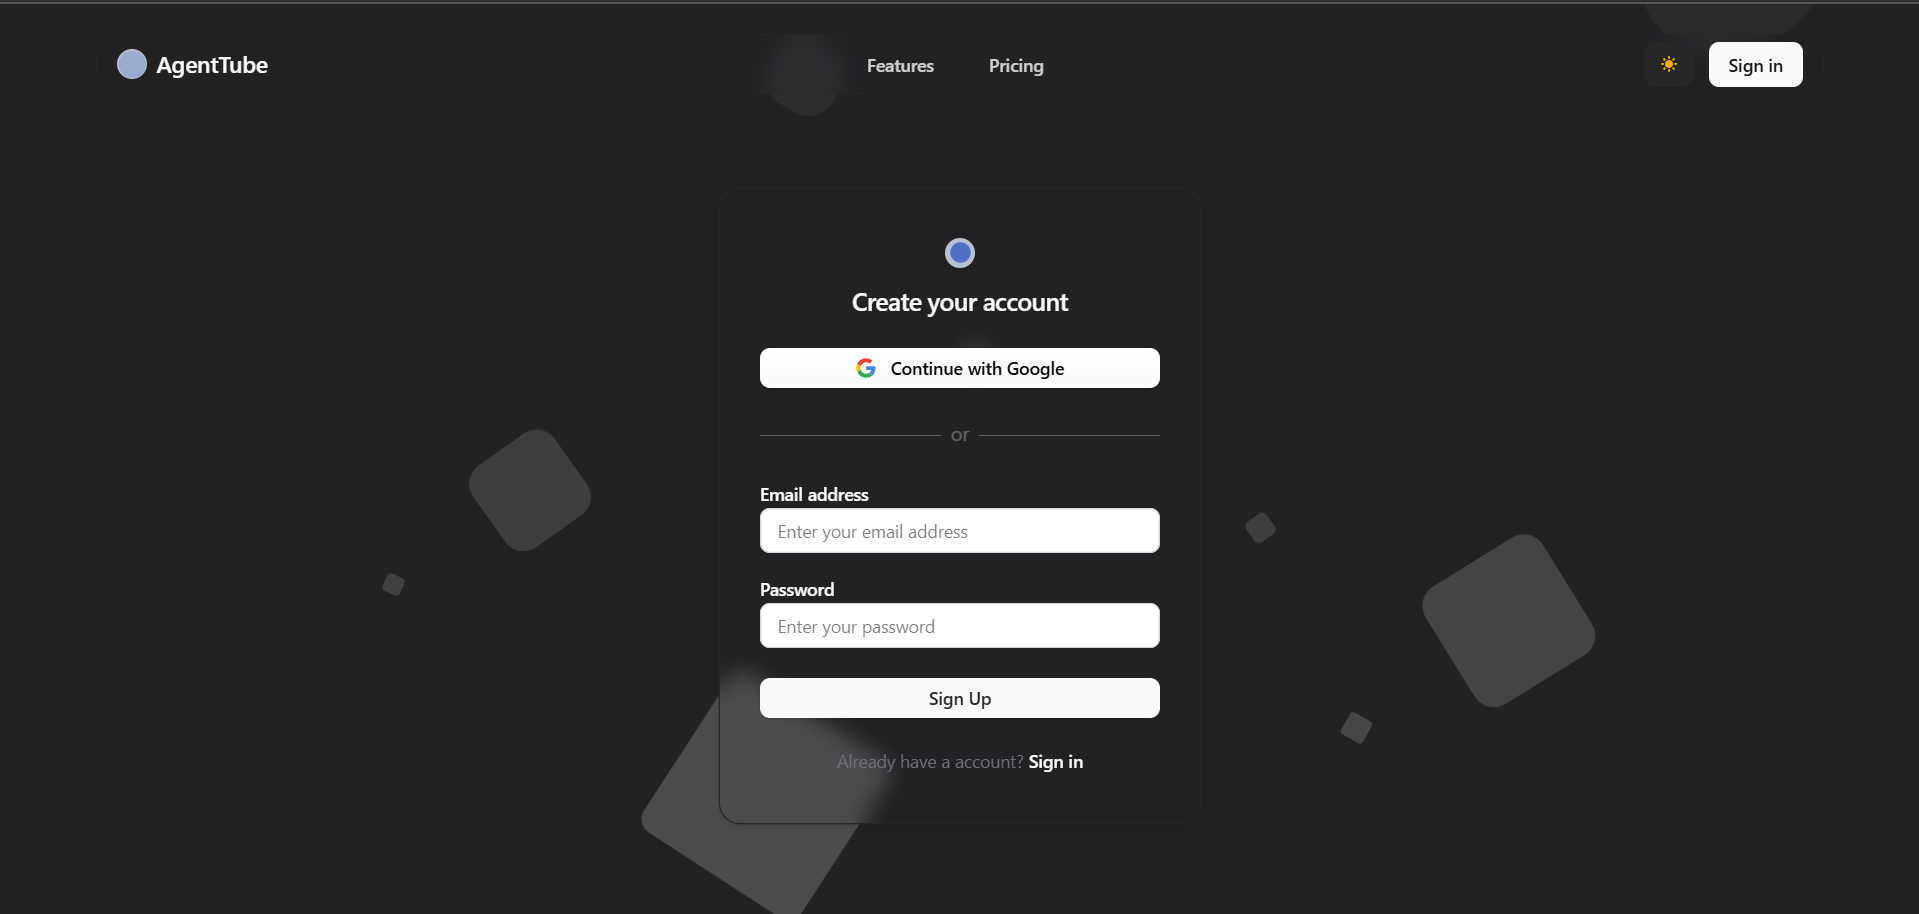 AgentTube
Features
Pricing
Sign in
Create your account
Continue with Google
or
Email address
Enter your email address
Password
Enter your password
Sign Up
Already have a account? Sign in